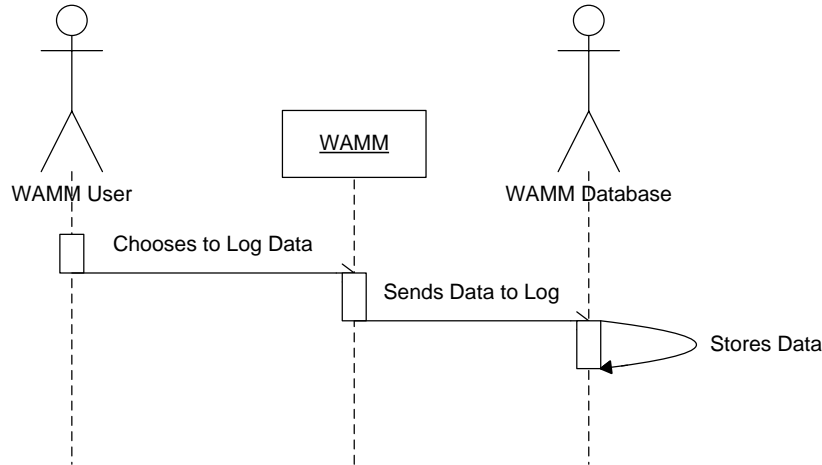 WAMM
WAMM User
WAMM Database
Chooses to Log Data
Sends Data to Log
Stores Data